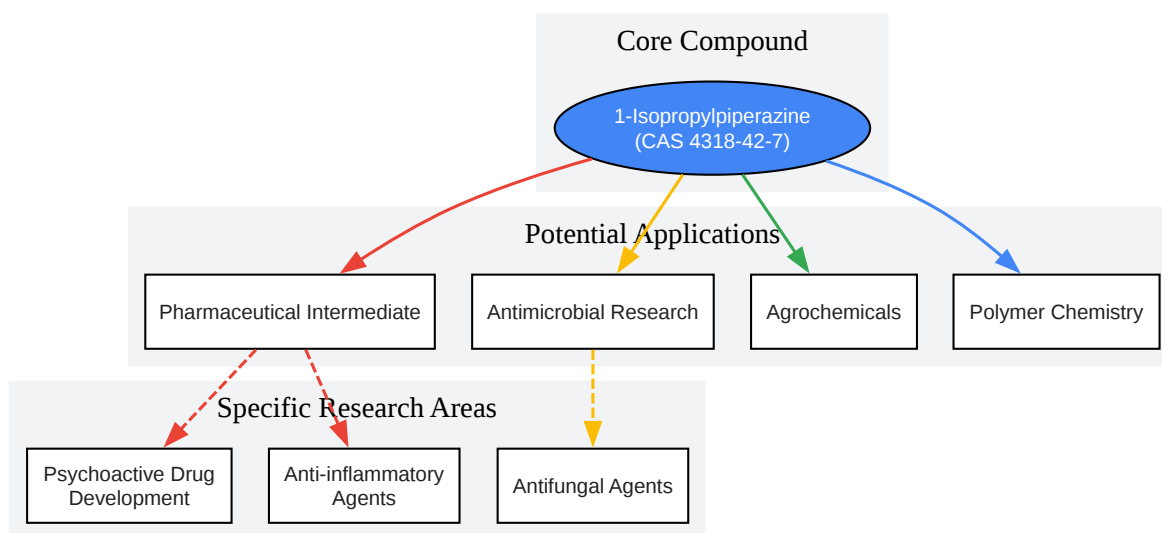 Core Compound
1-Isopropylpiperazine
(CAS 4318-42-7)
Potential Applications
Pharmaceutical Intermediate
Antimicrobial Research
Agrochemicals
Polymer Chemistry
Specific Research Areas
Psychoactive Drug
Development
Anti-inflammatory
Agents
Antifungal Agents